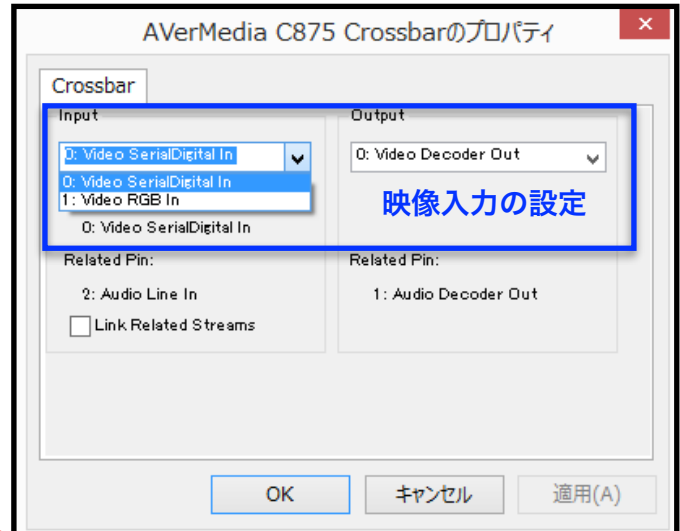 AVerMedia C875 Crossbarのプロパティ
Crossbar
Input
0: Video SerialDigital In
0: Video SerialDigital In
1: Video RGB In
0: Video SerialDigital In
Output
0: Video Decoder Out
映像入力の設定
Related Pin:
2: Audio Line In
Link Related Streams
Related Pin:
1: Audio Decoder Out
OK
キャンセル
適用(A)